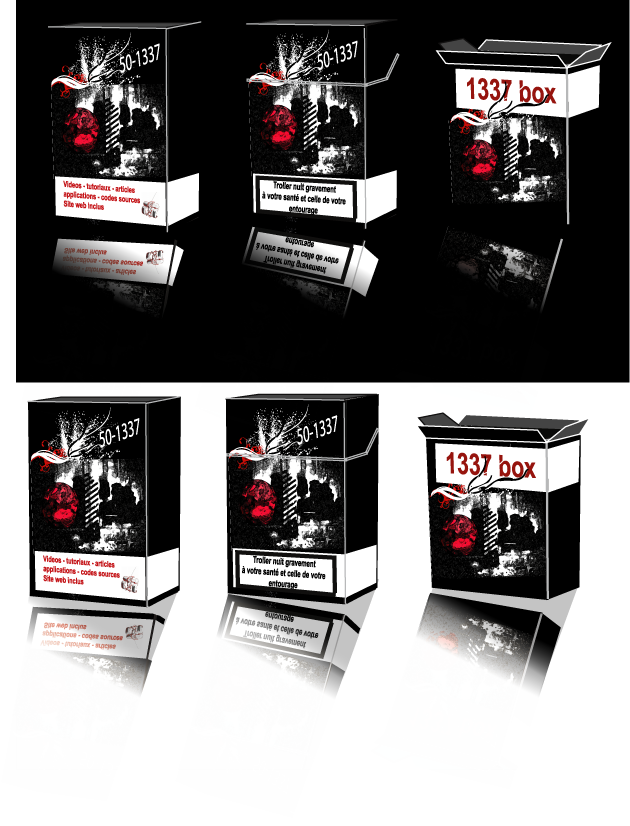 50-1337
Videos - tutoriaux - articles
applications - codes sources
Site web inclus
50-1337
Troller nuit gravement
à votre santé et celle de votre
entourage
1337 box
50-1337
Videos - tutoriaux - articles
applications - codes sources
Site web inclus
50-1337
Troller nuit gravement
à votre santé et celle de votre
entourage
1337 box